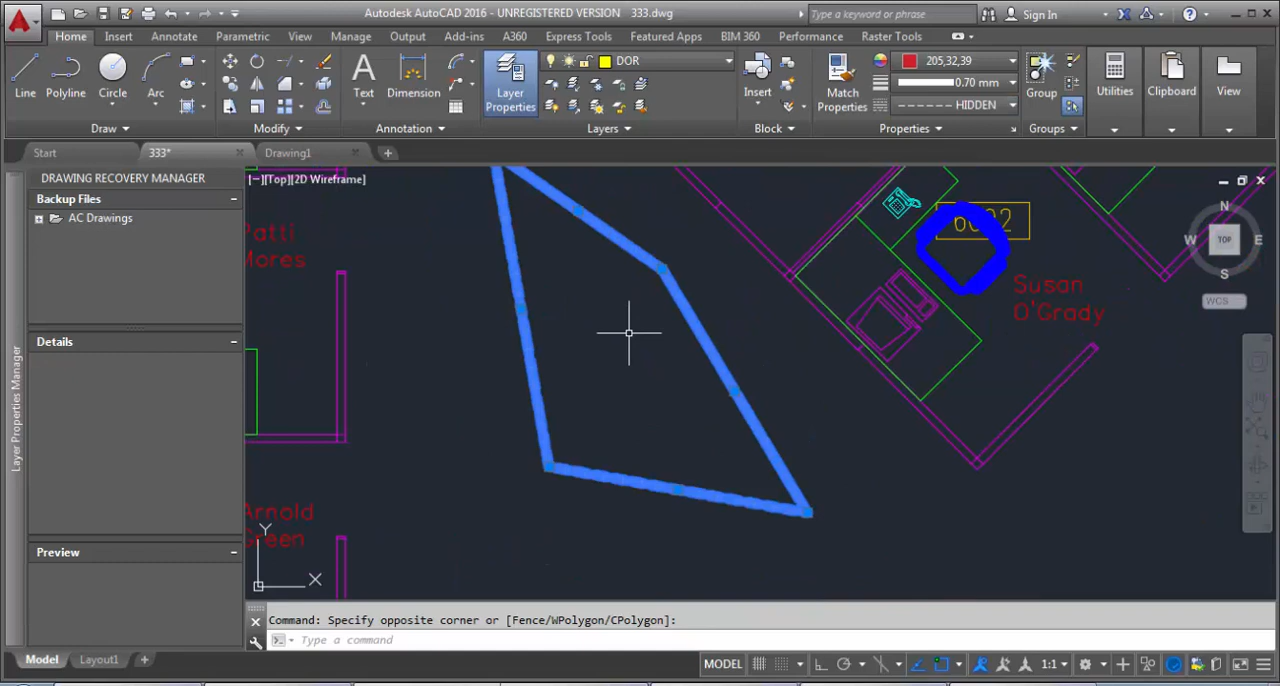 Autodesk AutoCAD 2016 - UNREGISTERED VERSION 333.dwg
Type a keyword or phrase
Sign In
Home Insert Annotate Parametric View Manage Output Add-ins A360 Express Tools Featured Apps BIM 360 Performance Raster Tools
Line Polyline Circle Arc
Text Dimension
Layer Properties
DOR
Insert
Match Properties
205,32,39
0.70 mm
HIDDEN
Group
Utilities
Clipboard
View
Draw Modify Annotation Layers Block Properties Groups
Start 333* Drawing1
DRAWING RECOVERY MANAGER
Backup Files
AC Drawings
Details
Preview
Layer Properties Manager
[−][Top][2D Wireframe]
N
W TOP E
S
WCS
Susan
O'Grady
Patti
Mores
Arnold
Green
Y
X
Command: Specify opposite corner or [Fence/WPolygon/CPolygon]:
Type a command
Model Layout1
MODEL
1:1